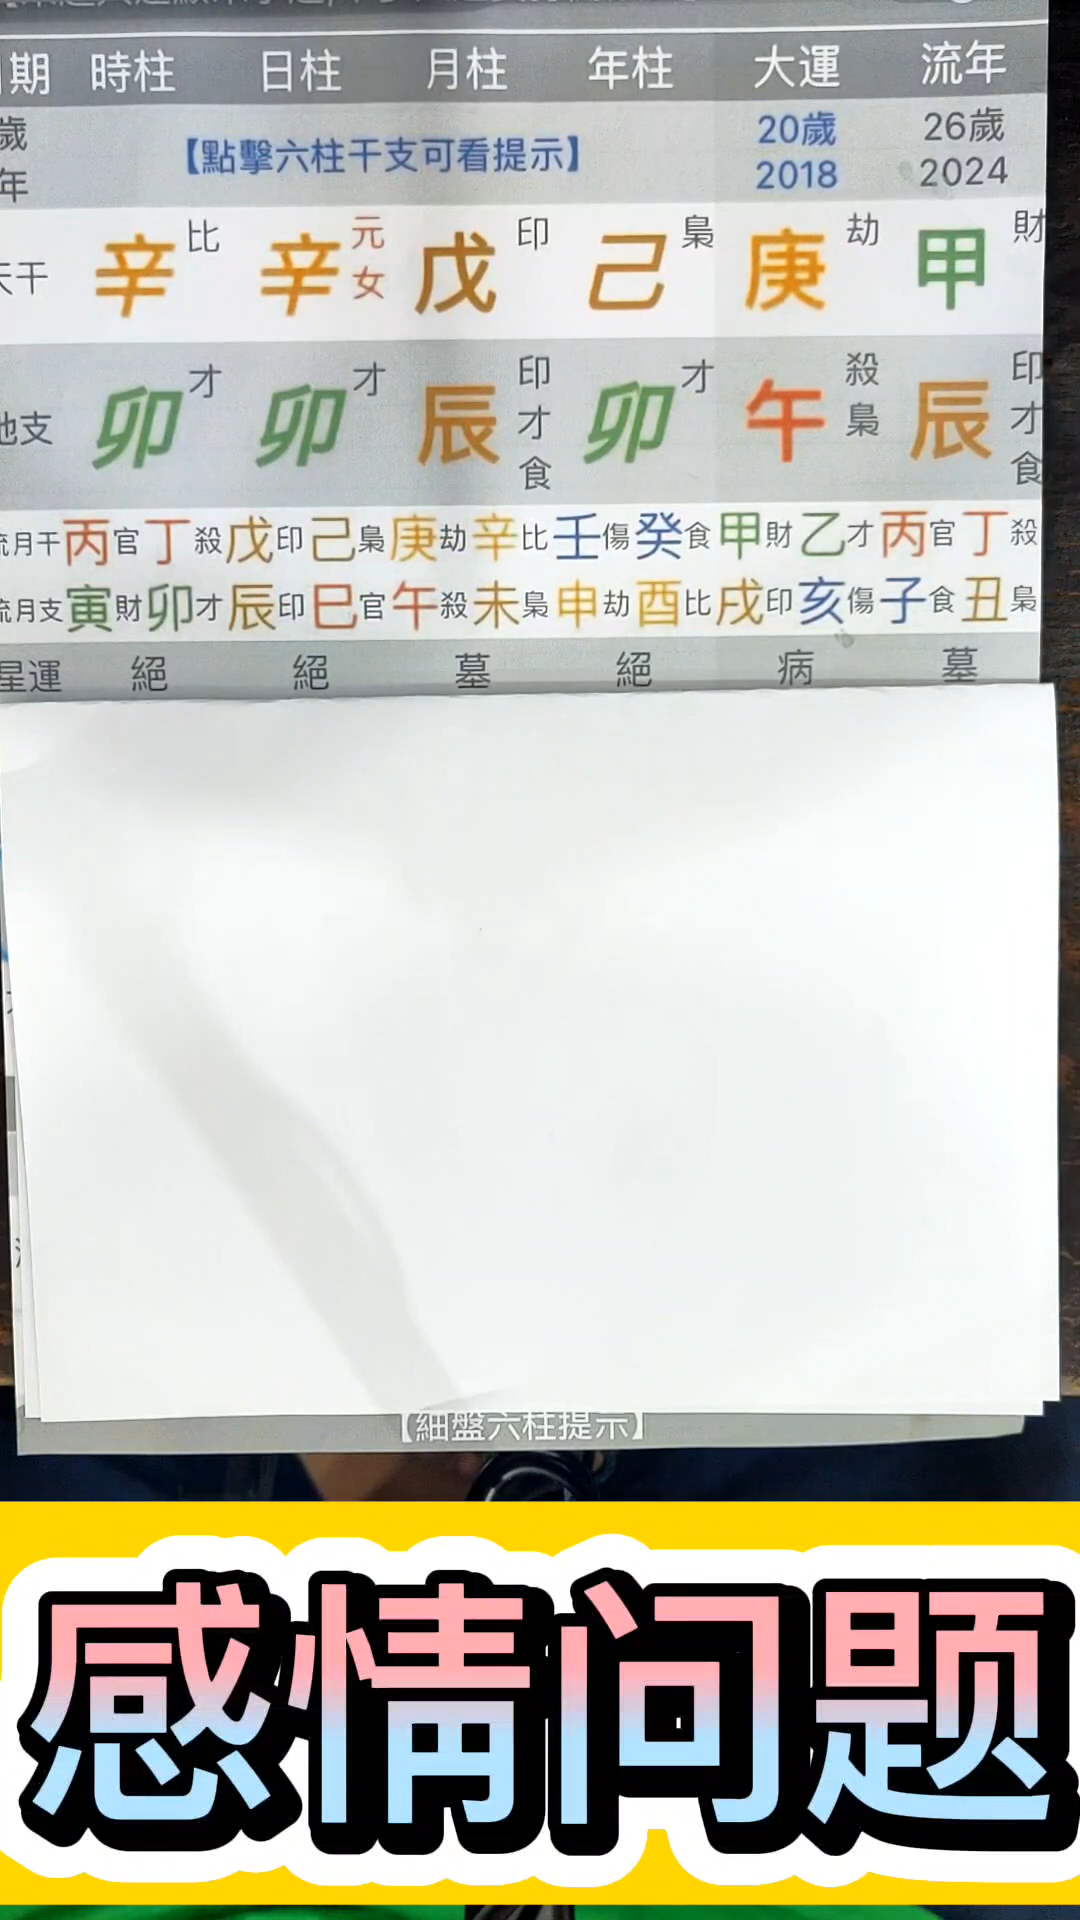 期 時柱 日柱 月柱 年柱 大運 流年
歲 【點擊六柱干支可看提示】 20歲 26歲
年 2018 2024
天干 辛 比 辛 元女 戊 印 己 梟 庚 劫 甲 財
地支 卯 才 卯 才 辰 印才食 卯 才 午 殺梟 辰 印才食
流月干 丙官 丁殺 戊印 己梟 庚劫 辛比 壬傷 癸食 甲財 乙才 丙官 丁殺
流月支 寅財 卯才 辰印 巳官 午殺 未梟 申劫 酉比 戌印 亥傷 子食 丑梟
星運 絕 絕 墓 絕 病 墓
【細盤六柱提示】
感情问题